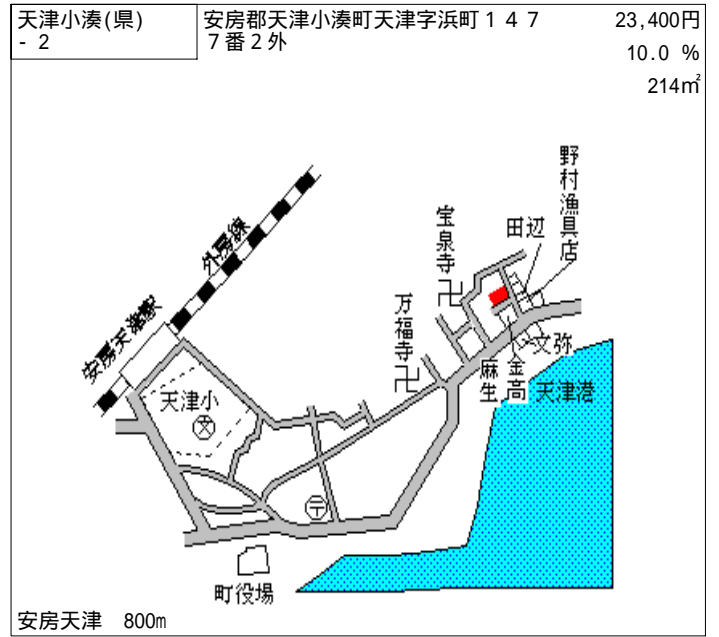 天津小湊(県)
- 2
安房郡天津小湊町天津字浜町１４７
７番２外
23,400円
10.0 %
214㎡
野村漁具店
田辺
宝泉寺
外房線
万福寺
安房天津駅
文弥
金高
麻生
天津港
天津小
文
〒
町役場
安房天津 800m